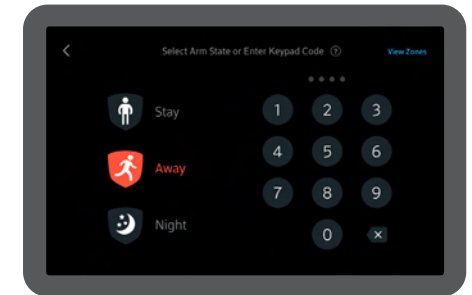 Select Arm State or Enter Keypad Code ?
View Zones
Stay
Away
Night
1 2 3
4 5 6
7 8 9
0